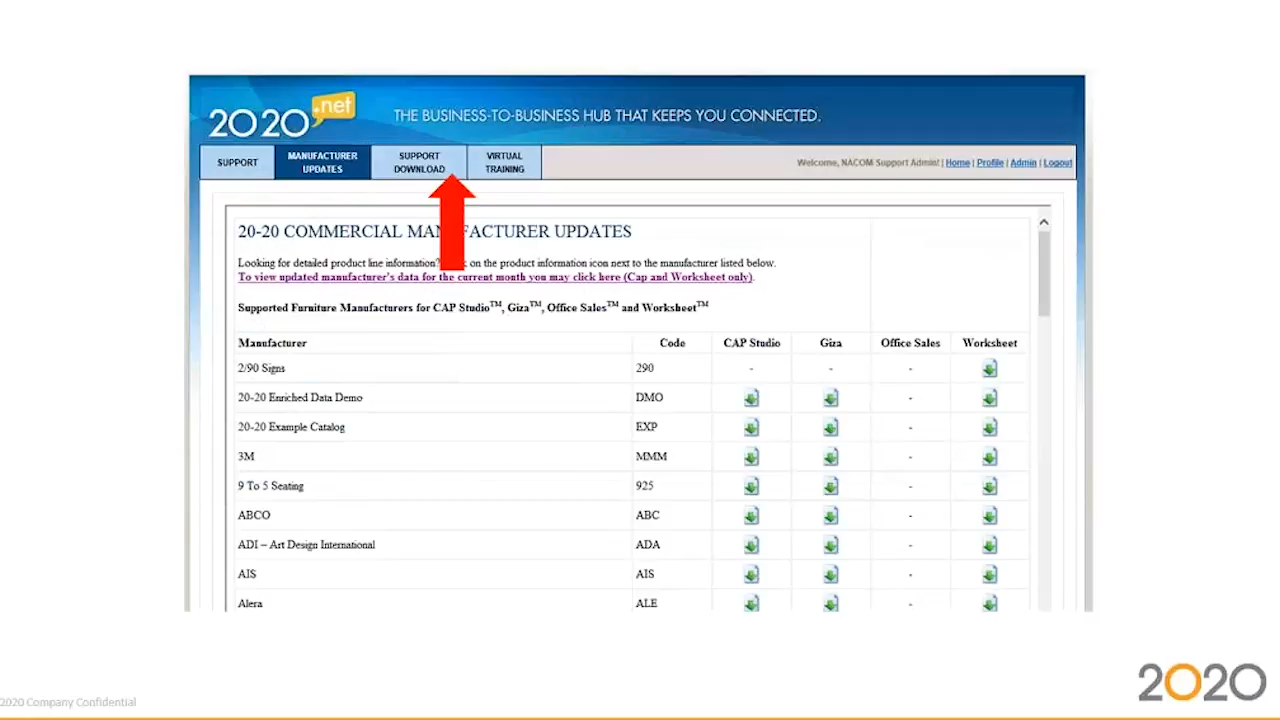 2020 .net
THE BUSINESS-TO-BUSINESS HUB THAT KEEPS YOU CONNECTED.
SUPPORT
MANUFACTURER
UPDATES
SUPPORT
DOWNLOAD
VIRTUAL
TRAINING
Welcome, NACOM Support Admin! | Home | Profile | Admin | Logout
20-20 COMMERCIAL MA FACTURER UPDATES
Looking for detailed product line information? on the product information icon next to the manufacturer listed below.
To view updated manufacturer's data for the current month you may click here (Cap and Worksheet only).
Supported Furniture Manufacturers for CAP Studio™, Giza™, Office Sales™ and Worksheet™
Manufacturer Code CAP Studio Giza Office Sales Worksheet
2/90 Signs 290 - - -
20-20 Enriched Data Demo DMO -
20-20 Example Catalog EXP -
3M MMM -
9 To 5 Seating 925 -
ABCO ABC -
ADI – Art Design International ADA -
AIS AIS -
Alera ALE -
2020 Company Confidential
2020